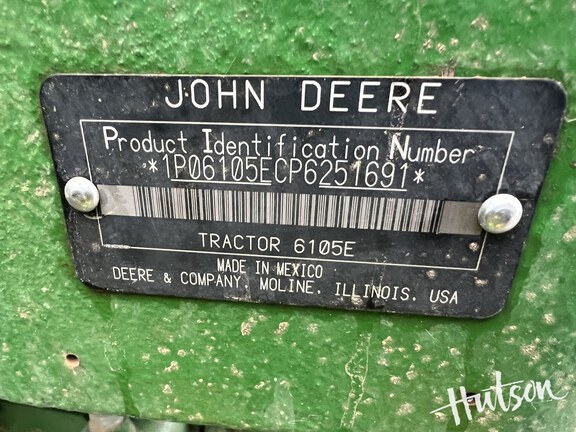 JOHN DEERE
Product Identification Number
*1P06105ECP6251691*
TRACTOR 6105E
MADE IN MEXICO
DEERE & COMPANY, MOLINE, ILLINOIS, USA
Hutson